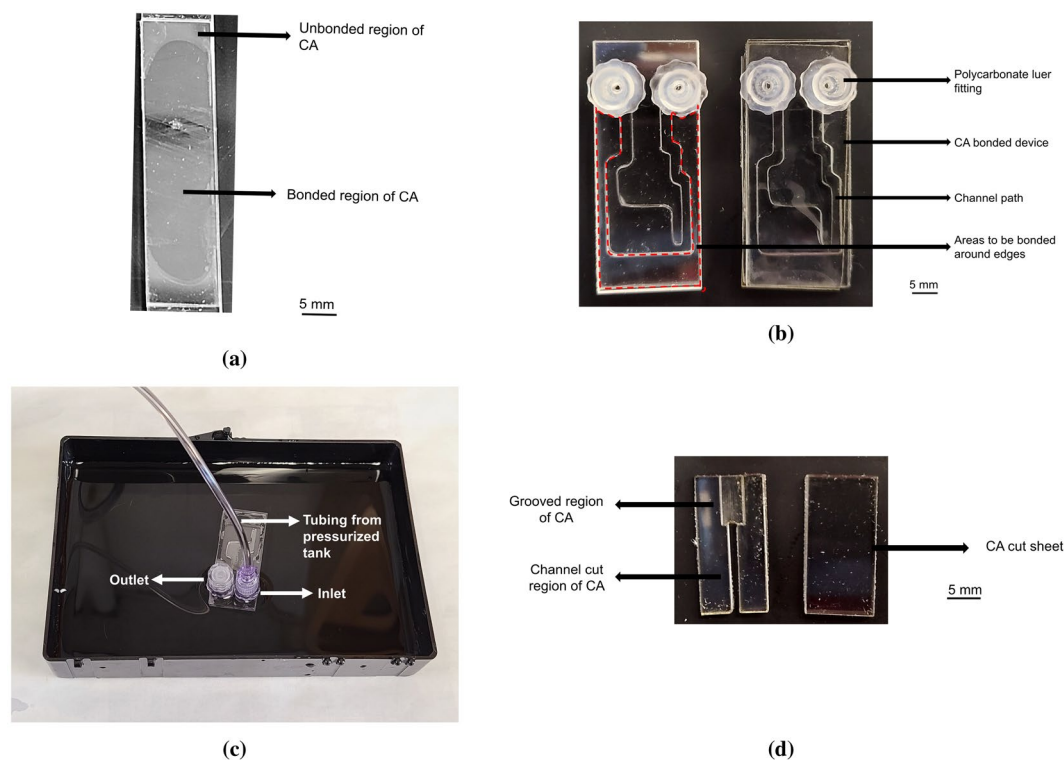 Unbonded region of
CA
Bonded region of CA
5 mm
(a)
Polycarbonate luer
fitting
CA bonded device
Channel path
Areas to be bonded
around edges
5 mm
(b)
Tubing from
pressurized
tank
Outlet
Inlet
(c)
Grooved region
of CA
Channel cut
region of CA
CA cut sheet
5 mm
(d)